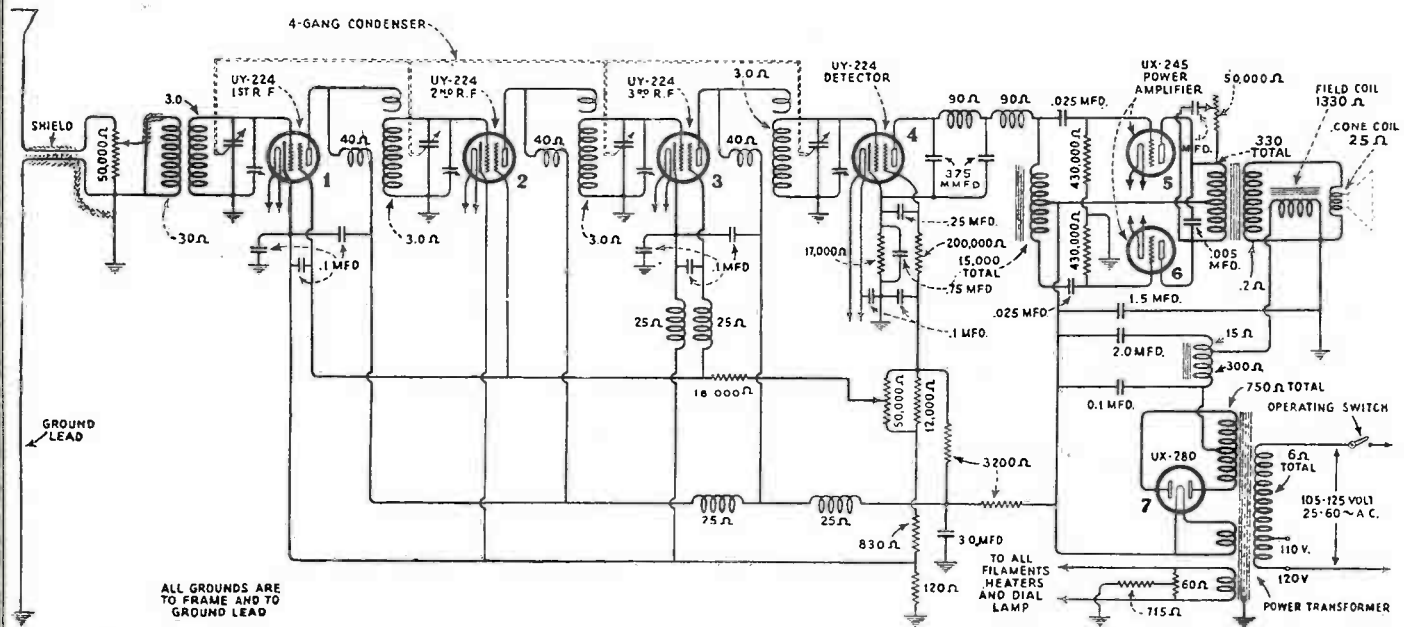 4-GANG CONDENSER
UY-224
1ST R.F
UY-224
2ND R.F
UY-224
3RD R.F
3.0Ω
UY-224
DETECTOR
UX-245
POWER
AMPLIFIER
50,000Ω
FIELD COIL
1330 Ω
CONE COIL
25Ω
SHIELD
50,000Ω
3.0
30Ω
1
40Ω
3.0Ω
2
40Ω
3.0Ω
3
40Ω
4
90Ω
90Ω
.025 MFD.
MFD.
330
TOTAL
375
MMFD
430,000Ω
430,000Ω
5
6
.25 MFD.
200,000Ω
17,000Ω
15,000
TOTAL
.15 MFD
.1 MFD.
.025 MFD
.005
MFD.
.2Ω
.1 MFD
.1 MFD
25Ω
25Ω
1.5 MFD.
2.0 MFD.
15Ω
300Ω
0.1 MFD.
750Ω TOTAL
OPERATING SWITCH
16 000Ω
50,000Ω
12,000Ω
3200Ω
GROUND
LEAD
UX-280
7
6Ω
TOTAL
105-125 VOLT
25-60~A.C.
110 V.
120V
75Ω
25Ω
830Ω
3.0,MFD
120Ω
TO ALL
FILAMENTS
HEATERS
AND DIAL
LAMP
60Ω
715Ω
POWER TRANSFORMER
ALL GROUNDS ARE
TO FRAME AND TO
GROUND LEAD